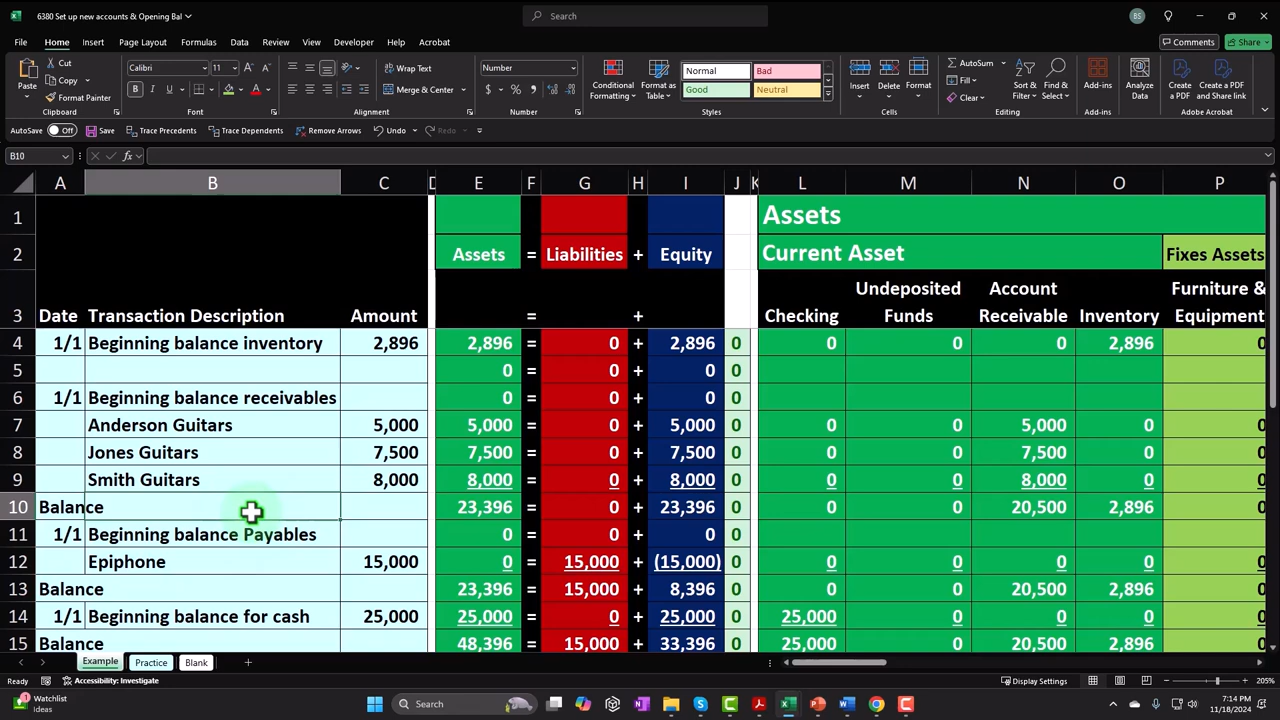 6380 Set up new accounts & Opening Bal
Search
BS
File Home Insert Page Layout Formulas Data Review View Developer Help Acrobat
Comments Share
Paste
Cut
Copy
Format Painter
Clipboard
Calibri 11
B I U
Font
Wrap Text
Merge & Center
Alignment
Number
$ % 9
Number
Conditional Formatting
Format as Table
Normal Bad
Good Neutral
Styles
Insert Delete Format
Cells
AutoSum
Fill
Clear
Sort & Filter
Find & Select
Editing
Add-ins
Add-ins
Analyze Data
Create a PDF
Create a PDF and Share link
Adobe Acrobat
AutoSave Off Save Trace Precedents Trace Dependents Remove Arrows Undo Redo
B10 fx
A B C D E F G H I J K L M N O P
1 Assets
2 Assets = Liabilities + Equity Current Asset Fixes Assets
3 Date Transaction Description Amount = + Checking Undeposited Funds Account Receivable Inventory Furniture & Equipment
4 1/1 Beginning balance inventory 2,896 2,896 = 0 + 2,896 0 0 0 0 2,896 0
5 0 = 0 + 0 0
6 1/1 Beginning balance receivables 0 = 0 + 0 0
7 Anderson Guitars 5,000 5,000 = 0 + 5,000 0 0 0 5,000 0 0
8 Jones Guitars 7,500 7,500 = 0 + 7,500 0 0 0 7,500 0 0
9 Smith Guitars 8,000 8,000 = 0 + 8,000 0 0 0 8,000 0 0
10 Balance 23,396 = 0 + 23,396 0 0 0 20,500 2,896 0
11 1/1 Beginning balance Payables 0 = 0 + 0 0
12 Epiphone 15,000 0 = 15,000 + (15,000) 0 0 0 0 0 0
13 Balance 23,396 = 15,000 + 8,396 0 0 0 20,500 2,896 0
14 1/1 Beginning balance for cash 25,000 25,000 = 0 + 25,000 0 25,000 0 0 0 0
15 Balance 48,396 = 15,000 + 33,396 0 25,000 0 20,500 2,896 0
Example Practice Blank +
Ready Accessibility: Investigate Display Settings 205%
1 Watchlist
Ideas
Search
7:14 PM
11/18/2024